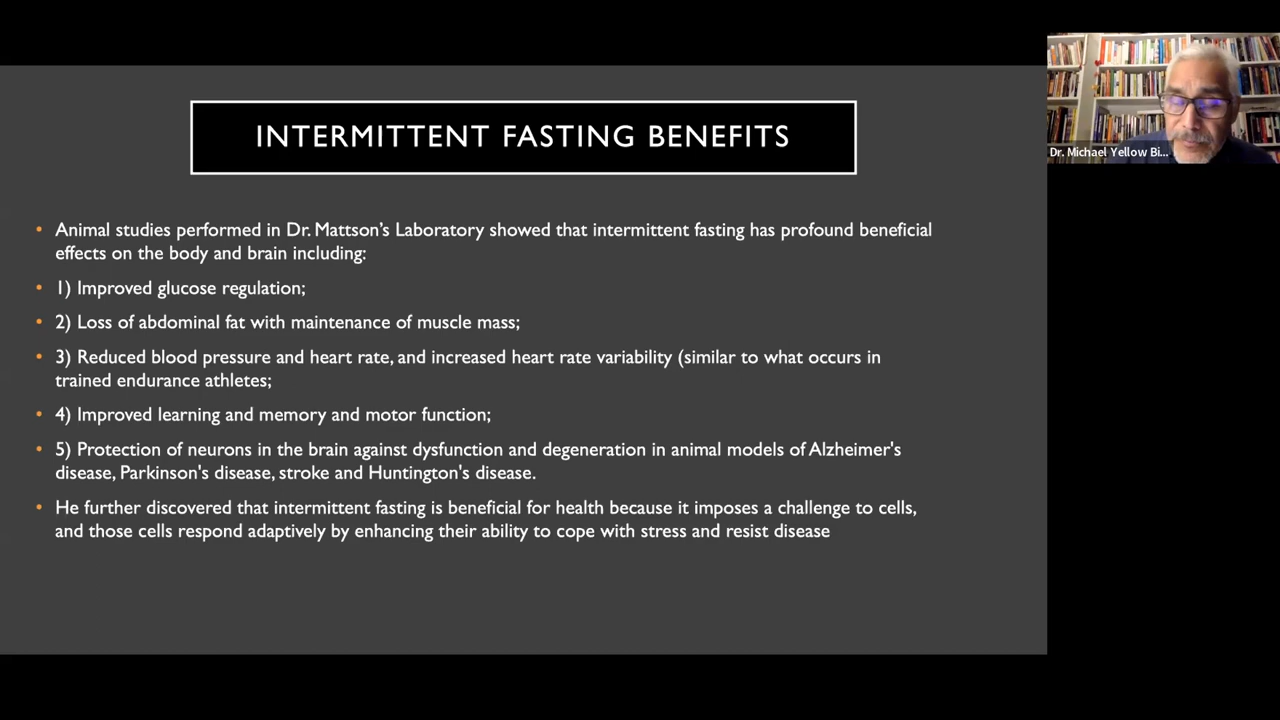 INTERMITTENT FASTING BENEFITS
• Animal studies performed in Dr. Mattson's Laboratory showed that intermittent fasting has profound beneficial
effects on the body and brain including:
• 1) Improved glucose regulation;
• 2) Loss of abdominal fat with maintenance of muscle mass;
• 3) Reduced blood pressure and heart rate, and increased heart rate variability (similar to what occurs in
trained endurance athletes;
• 4) Improved learning and memory and motor function;
• 5) Protection of neurons in the brain against dysfunction and degeneration in animal models of Alzheimer's
disease, Parkinson's disease, stroke and Huntington's disease.
• He further discovered that intermittent fasting is beneficial for health because it imposes a challenge to cells,
and those cells respond adaptively by enhancing their ability to cope with stress and resist disease
Dr. Michael Yellow Bi...